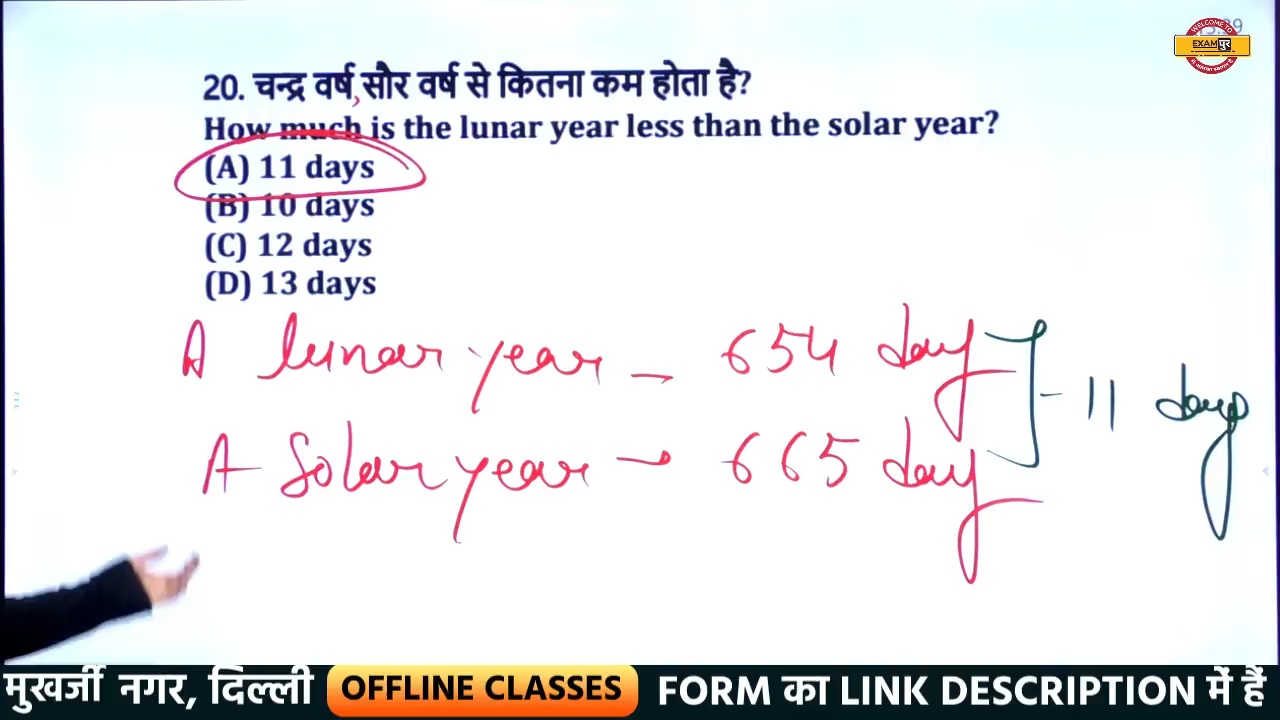 WELCOME TO
EXAMपुर
20. चन्द्र वर्ष,सौर वर्ष से कितना कम होता है?
How much is the lunar year less than the solar year?
(A) 11 days
(B) 10 days
(C) 12 days
(D) 13 days
A lunar year - 654 day
A Solar year - 665 day
- 11 days
मुखर्जी नगर, दिल्ली OFFLINE CLASSES FORM का LINK DESCRIPTION में हैं